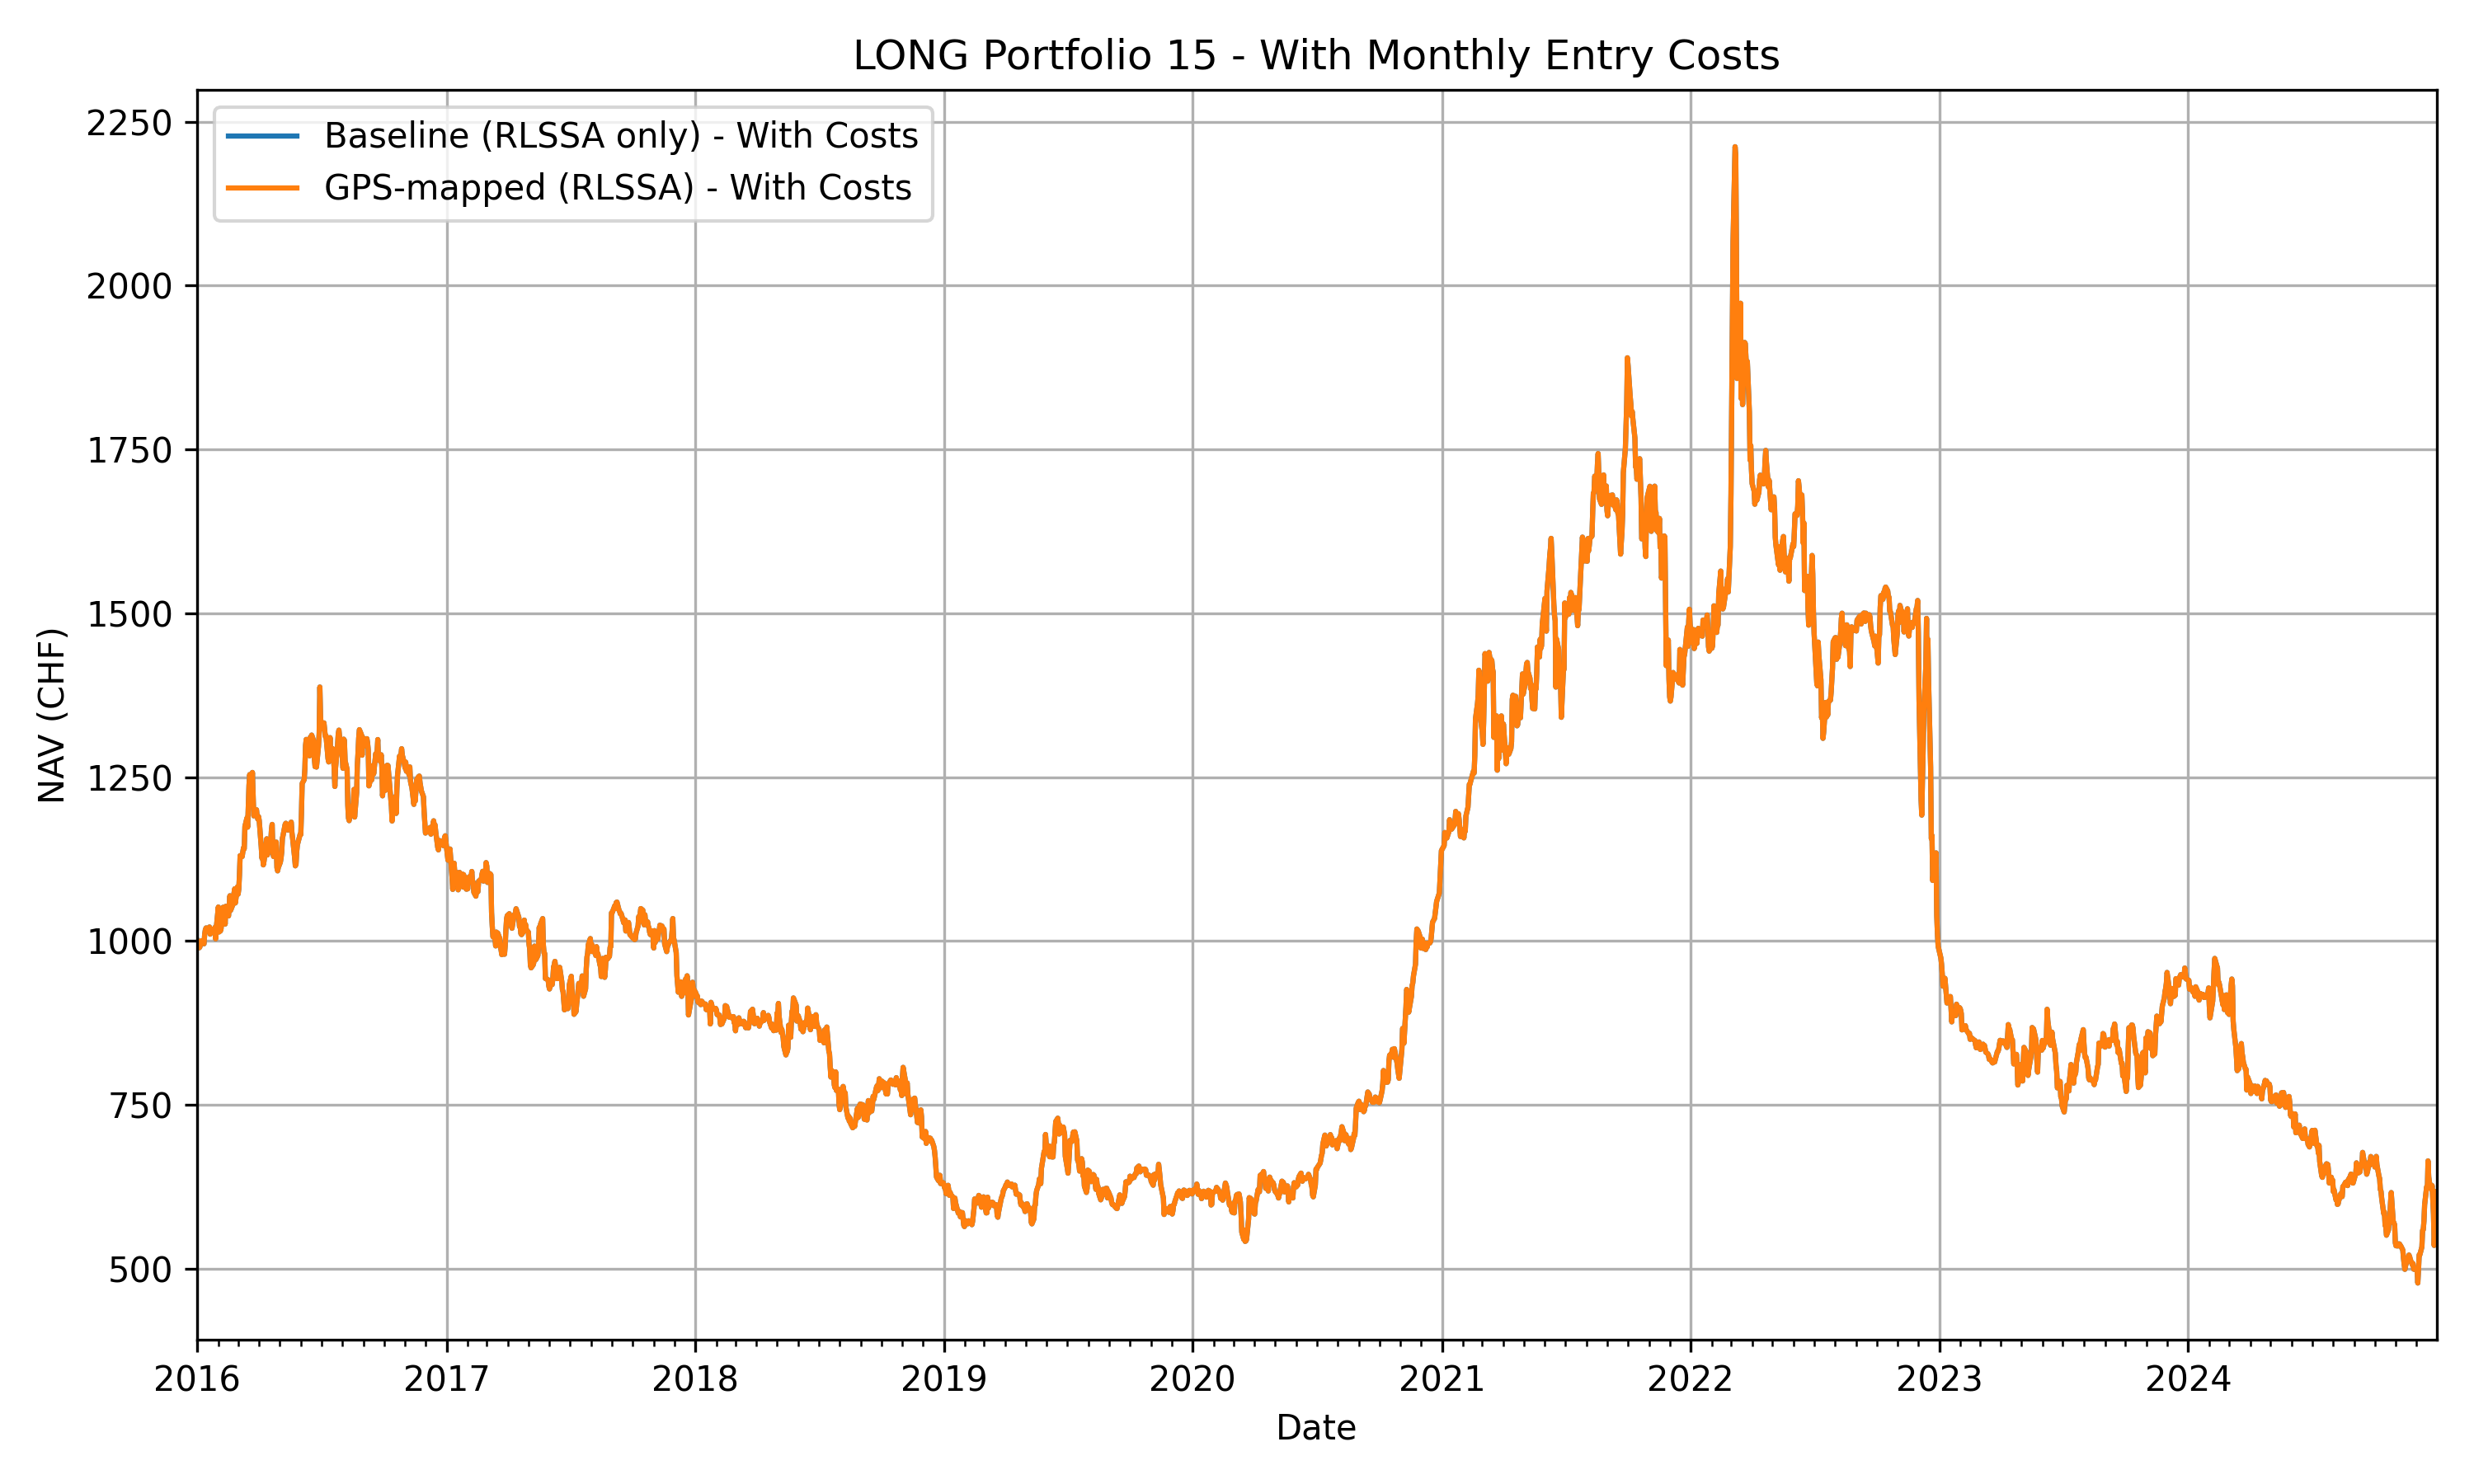 LONG Portfolio 15 - With Monthly Entry Costs
Baseline (RLSSA only) - With Costs
GPS-mapped (RLSSA) - With Costs
NAV (CHF)
2250
2000
1750
1500
1250
1000
750
500
2016 2017 2018 2019 2020 2021 2022 2023 2024
Date